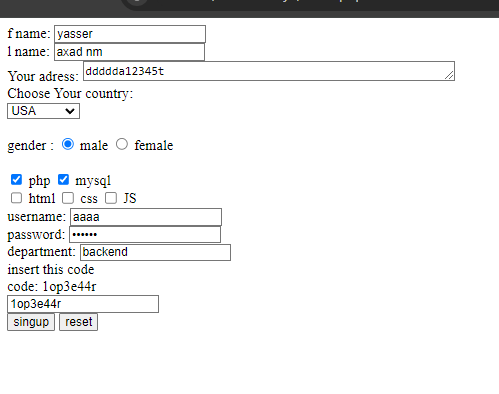 f name: yasser
l name: axad nm
Your adress: ddddda12345t
Choose Your country:
USA
gender : male female
php mysql
html css JS
username: aaaa
password: ••••••
department: backend
insert this code
code: 1op3e44r
1op3e44r
singup reset